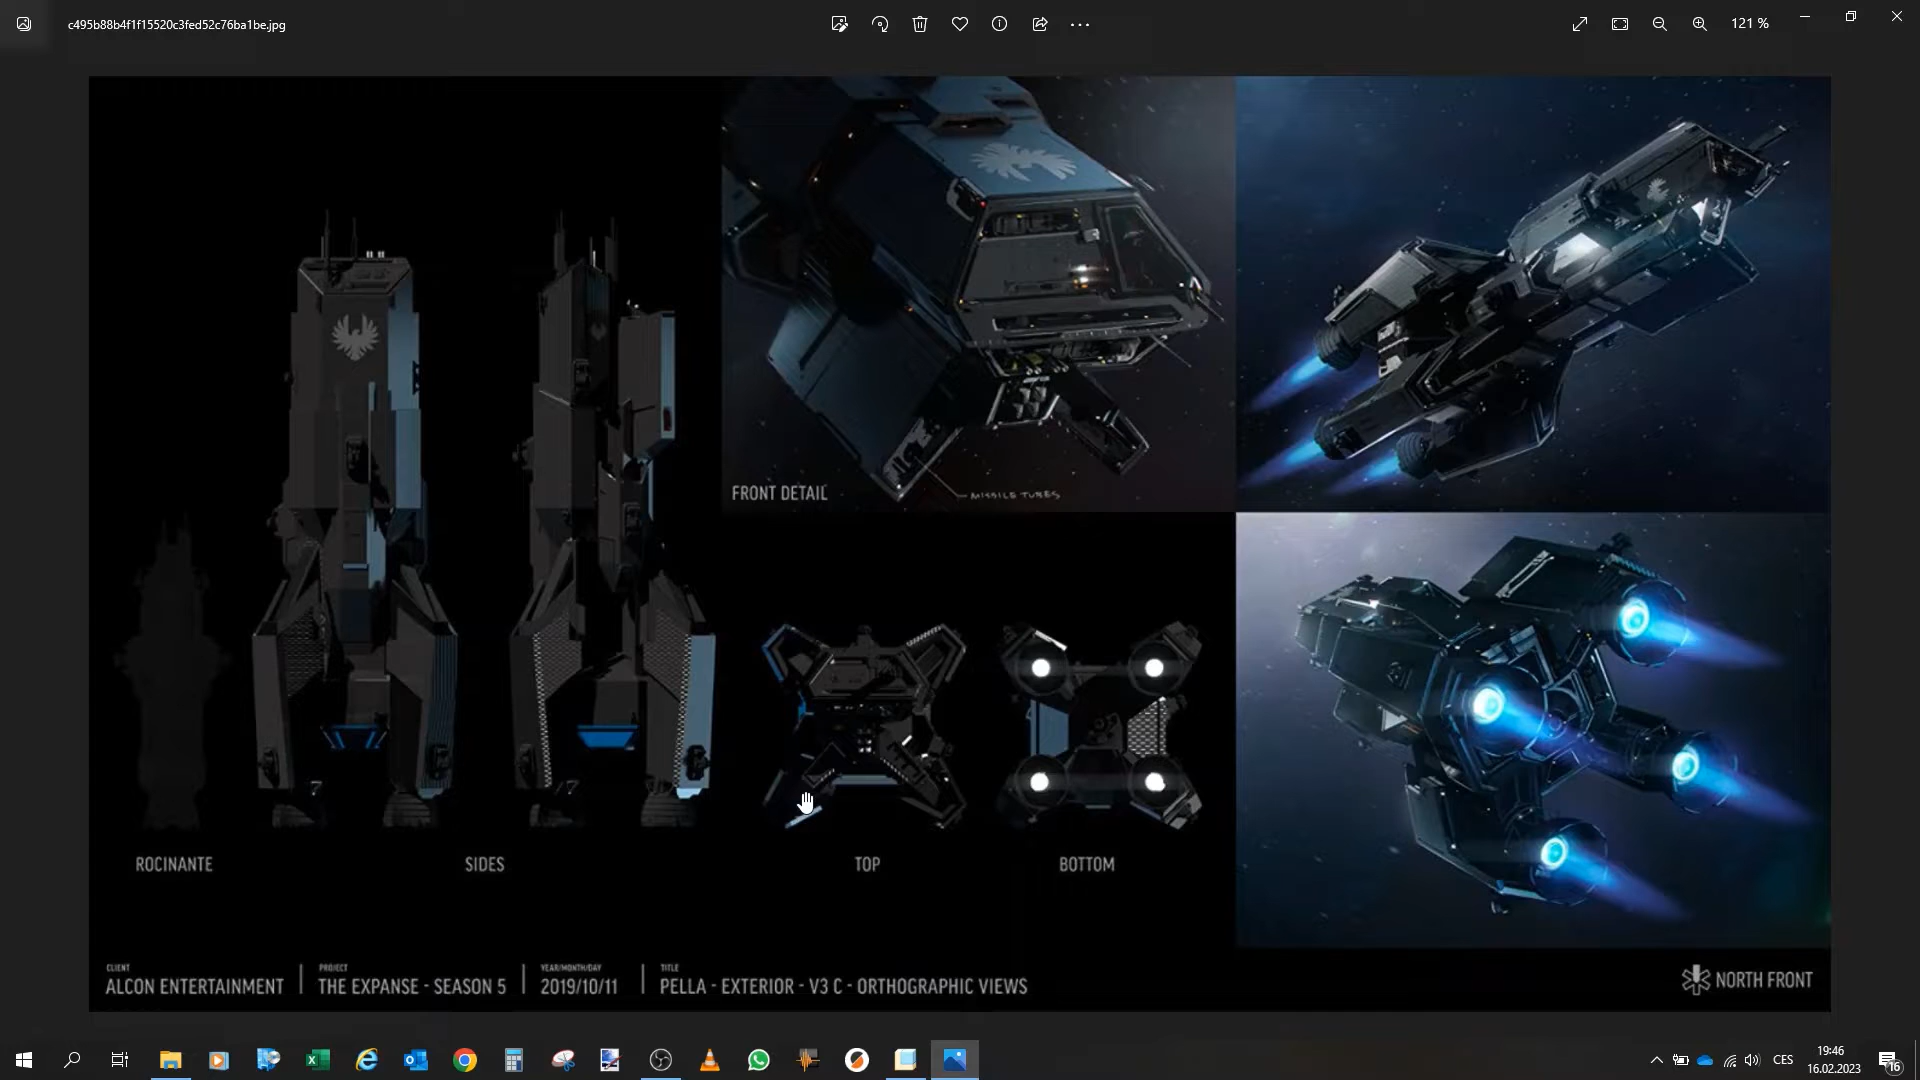 c495b88b4f1f15520c3fed52c76ba1be.jpg
121 %
FRONT DETAIL
MISSILE TUBES
ROCINANTE
SIDES
TOP
BOTTOM
CLIENT
ALCON ENTERTAINMENT
PROJECT
THE EXPANSE - SEASON 5
YEAR/MONTH/DAY
2019/10/11
TITLE
PELLA - EXTERIOR - V3 C - ORTHOGRAPHIC VIEWS
NORTH FRONT
CES
19:46
16.02.2023
16